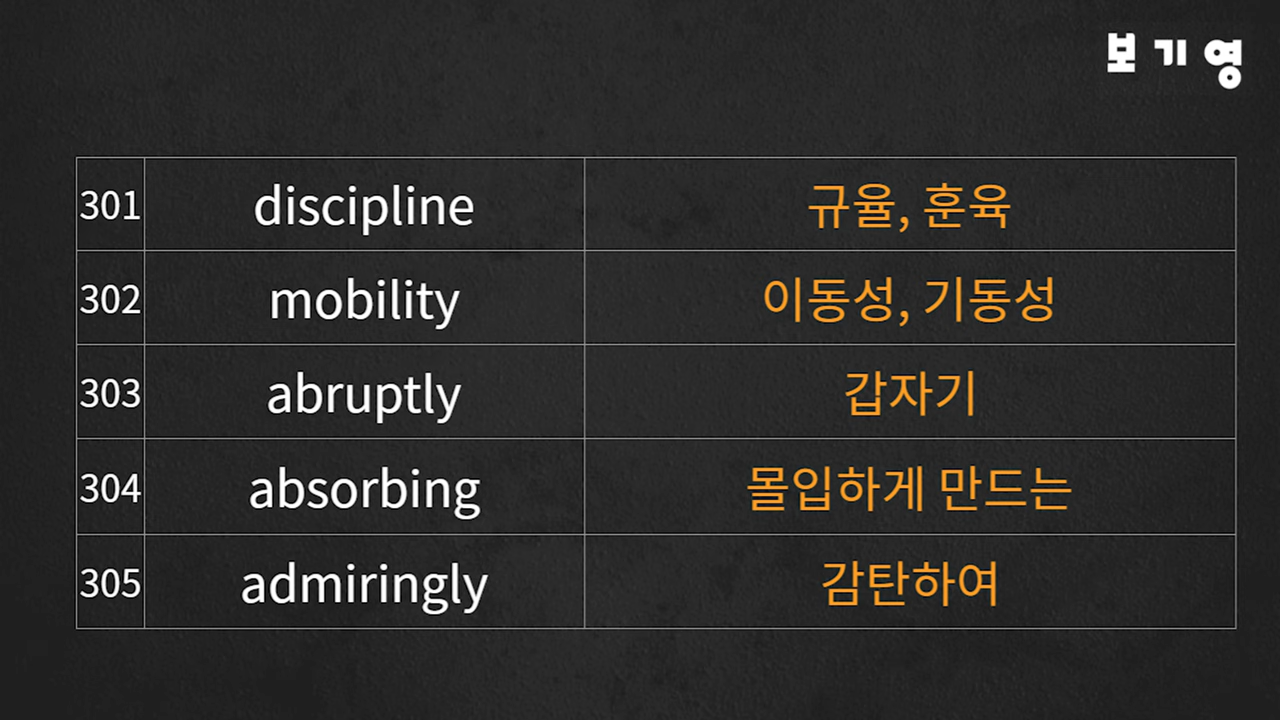 보기영
301 discipline 규율, 훈육
302 mobility 이동성, 기동성
303 abruptly 갑자기
304 absorbing 몰입하게 만드는
305 admiringly 감탄하여